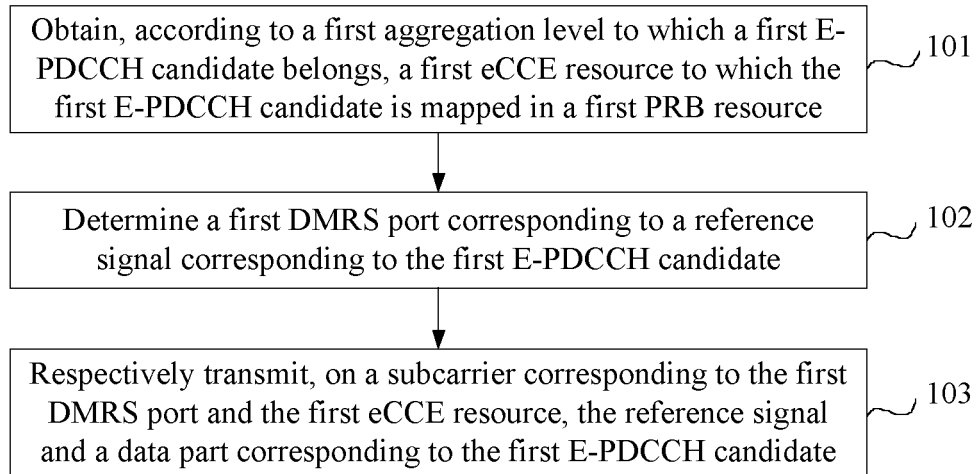 Obtain, according to a first aggregation level to which a first E-
PDCCH candidate belongs, a first eCCE resource to which the
first E-PDCCH candidate is mapped in a first PRB resource
101
Determine a first DMRS port corresponding to a reference
signal corresponding to the first E-PDCCH candidate
102
Respectively transmit, on a subcarrier corresponding to the first
DMRS port and the first eCCE resource, the reference signal
and a data part corresponding to the first E-PDCCH candidate
103